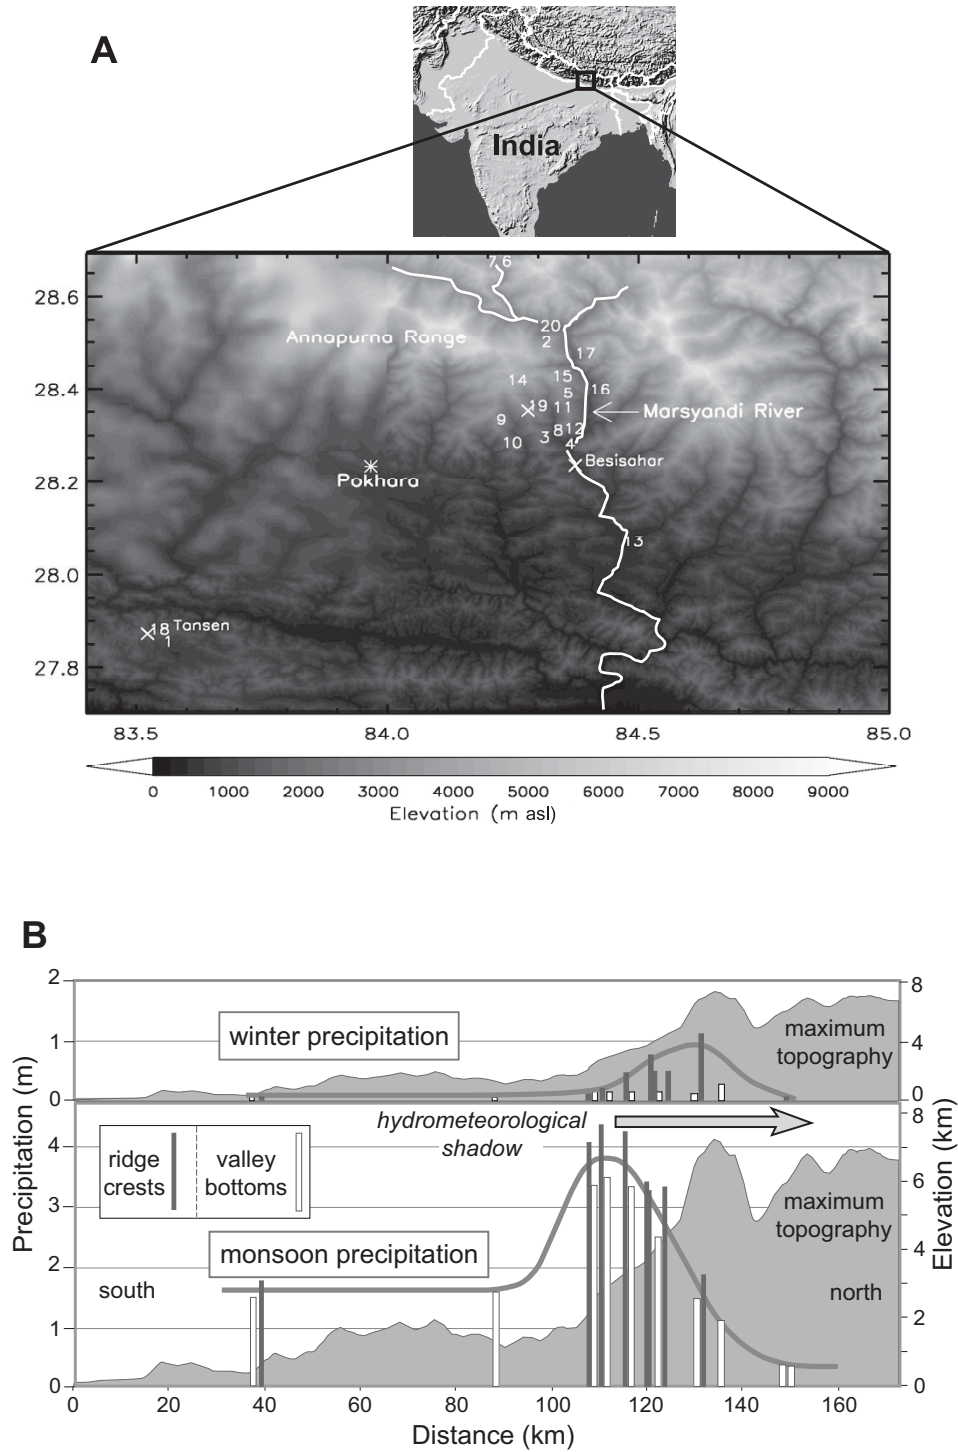 A
India
7,6
28.6
20
Annapurna Range
2
17
14
15
28.4
5
16
19
11
Marsyandi River
9
8
12
10
3
4
Besisahar
Pokhara
28.2
13
28.0
18
Tansen
1
27.8
83.5
84.0
84.5
85.0
0
1000
2000
3000
4000
5000
6000
7000
8000
9000
Elevation (m asl)
B
2
8
winter precipitation
maximum
topography
1
4
0
0
hydrometeorological
shadow
8
4
ridge
crests
valley
bottoms
6
3
maximum
topography
monsoon precipitation
4
2
south
north
2
1
0
0
Precipitation (m)
Elevation (km)
0
20
40
60
80
100
120
140
160
Distance (km)